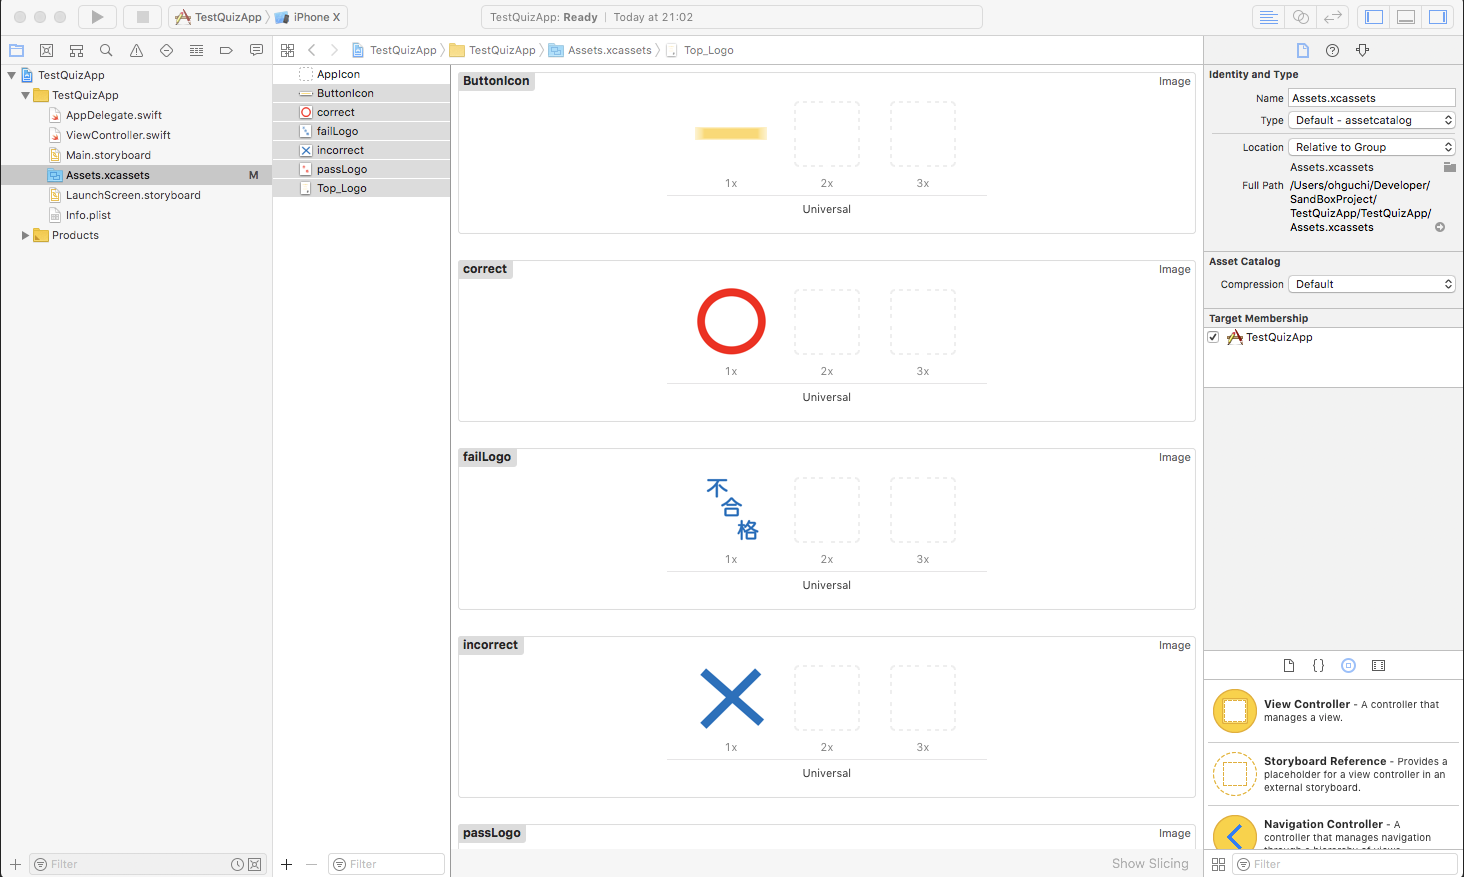 TestQuizApp
iPhone X
TestQuizApp: Ready
Today at 21:02
TestQuizApp
TestQuizApp
Assets.xcassets
Top_Logo
TestQuizApp
TestQuizApp
AppDelegate.swift
ViewController.swift
Main.storyboard
Assets.xcassets
M
LaunchScreen.storyboard
Info.plist
Products
Filter
AppIcon
ButtonIcon
correct
failLogo
incorrect
passLogo
Top_Logo
Filter
ButtonIcon
Image
1x
2x
3x
Universal
correct
Image
1x
2x
3x
Universal
failLogo
Image
不
合
格
1x
2x
3x
Universal
incorrect
Image
1x
2x
3x
Universal
passLogo
Image
Show Slicing
Identity and Type
Name
Assets.xcassets
Type
Default - assetcatalog
Location
Relative to Group
Assets.xcassets
Full Path
/Users/ohguchi/Developer/
SandBoxProject/
TestQuizApp/TestQuizApp/
Assets.xcassets
Asset Catalog
Compression
Default
Target Membership
TestQuizApp
{}
View Controller - A controller that
manages a view.
Storyboard Reference - Provides a
placeholder for a view controller in an
external storyboard.
Navigation Controller - A
controller that manages navigation
through a hierarchy of views.
Filter